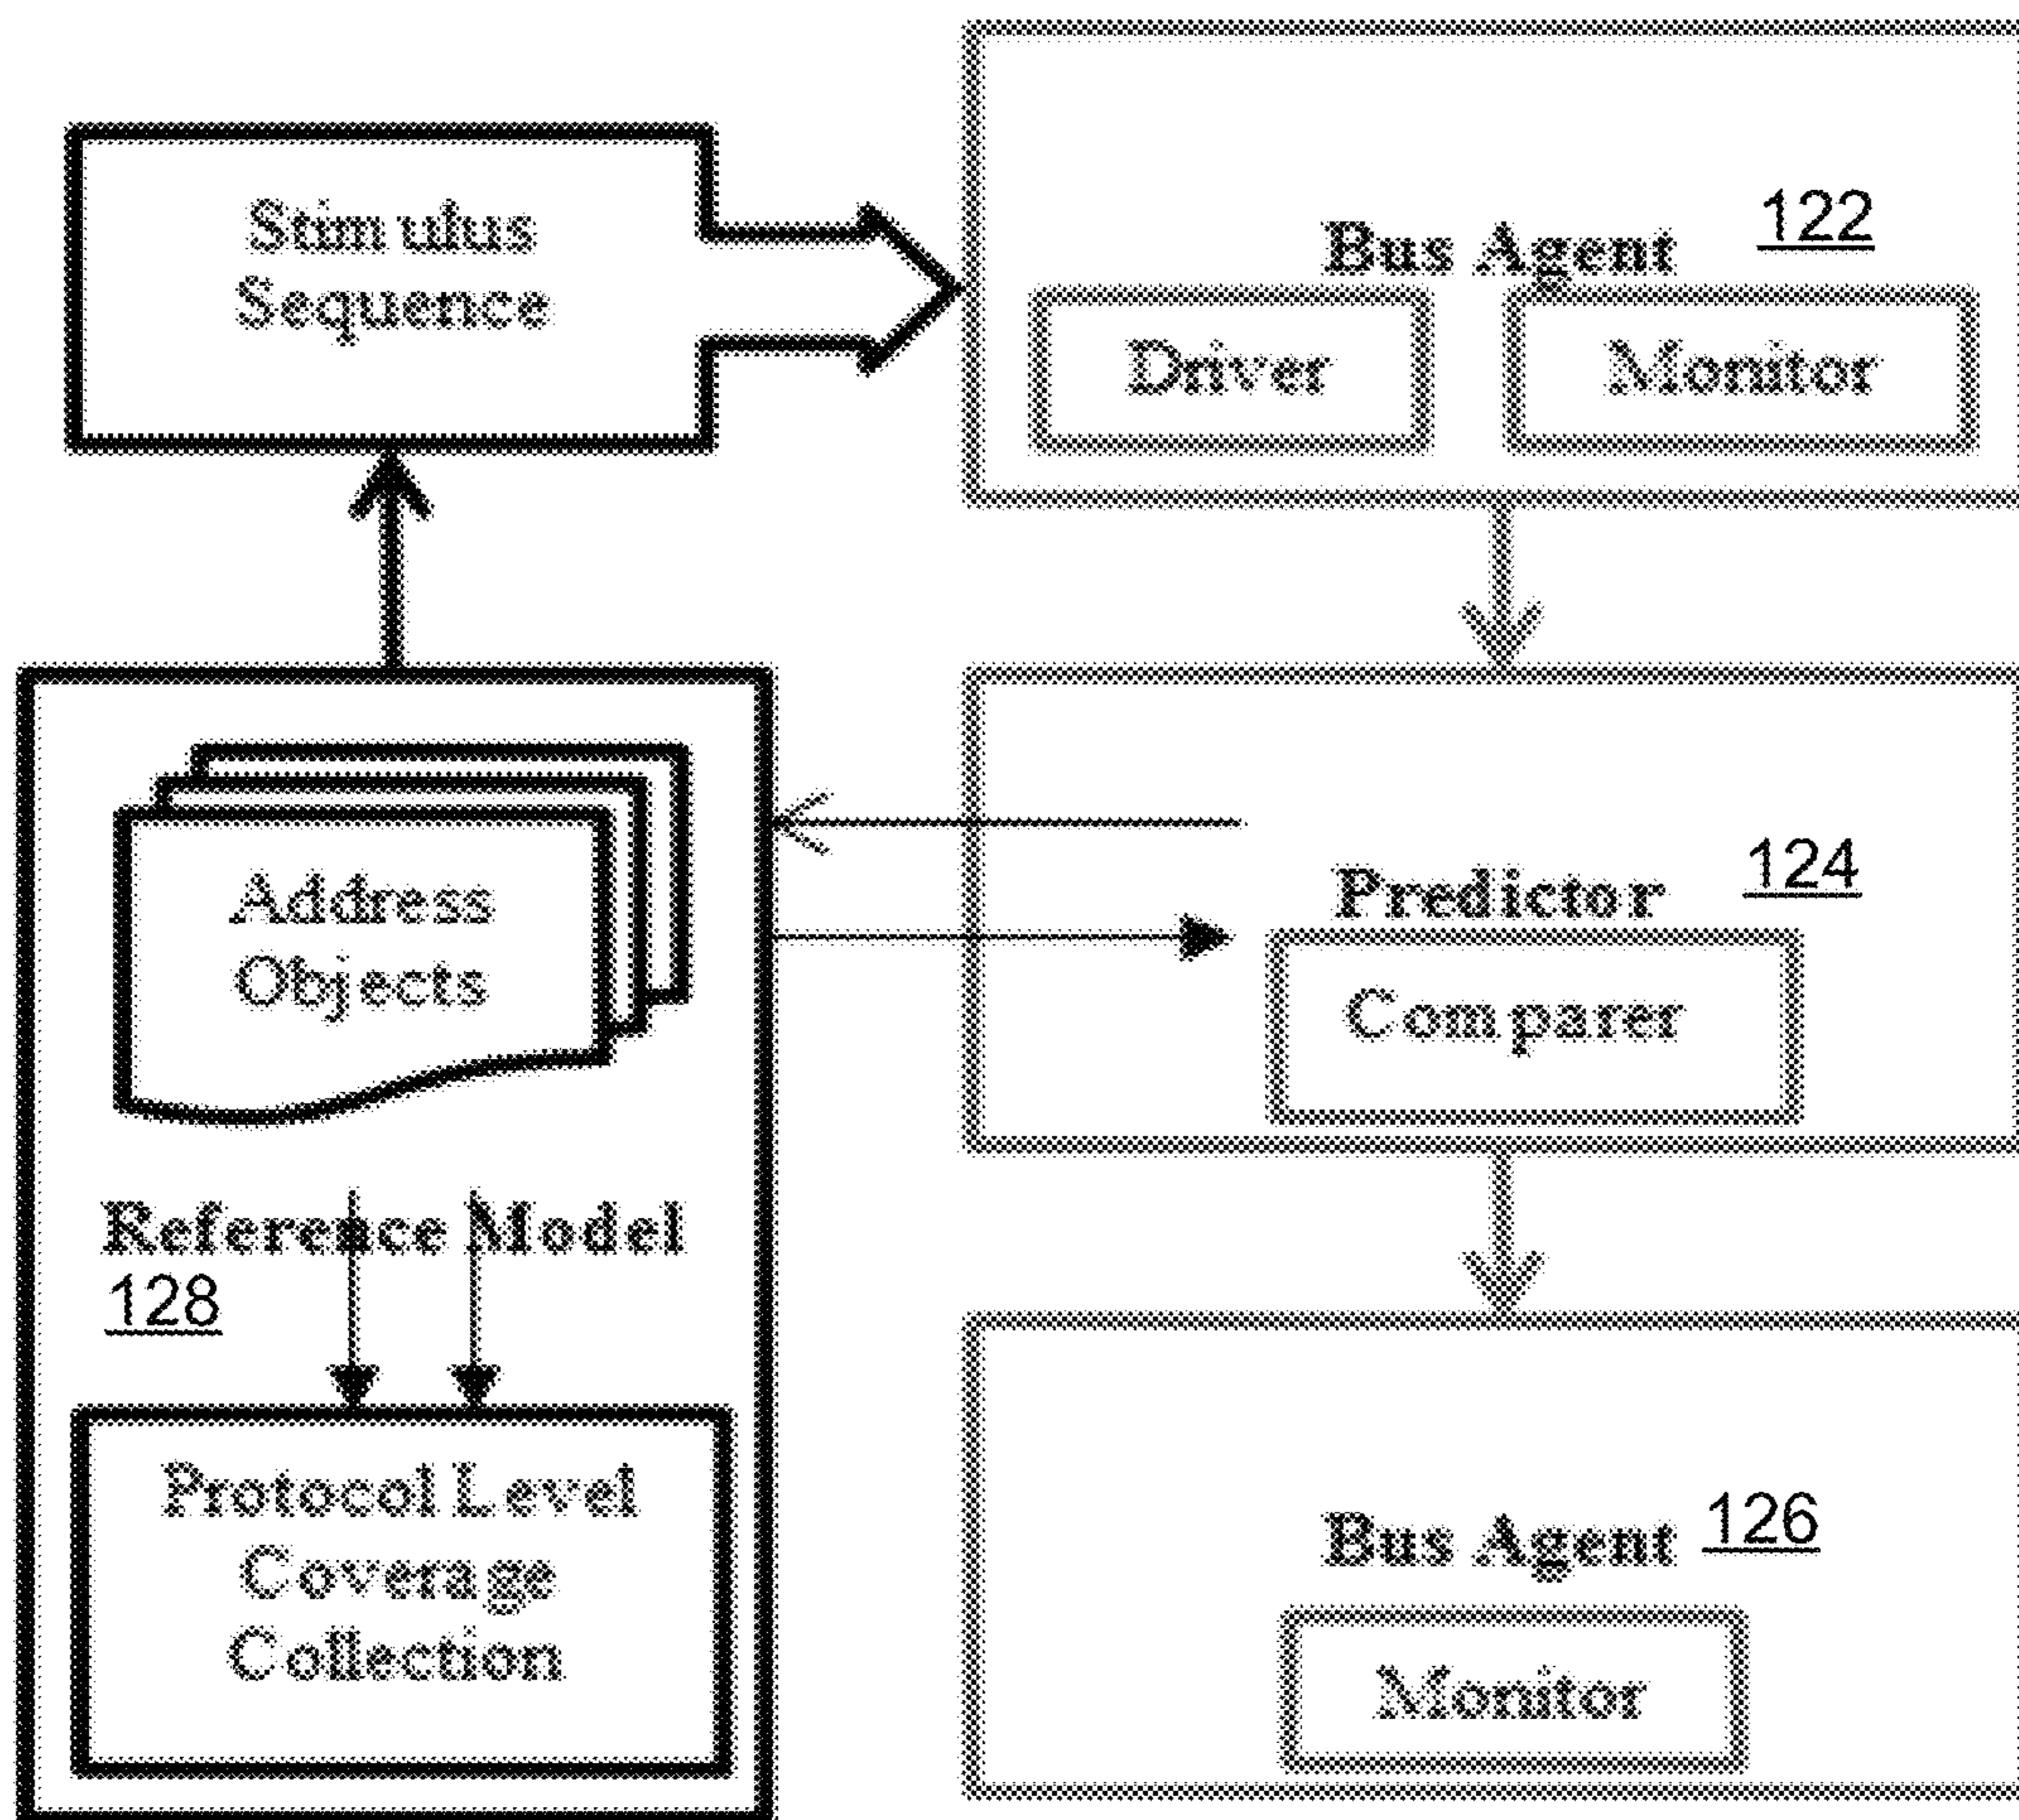 Stimulus
Sequence
Bus Agent 122
Driver
Monitor
Address
Objects
Predictor 124
Comparer
Reference Model
128
Protocol Level
Coverage
Collection
Bus Agent 126
Monitor